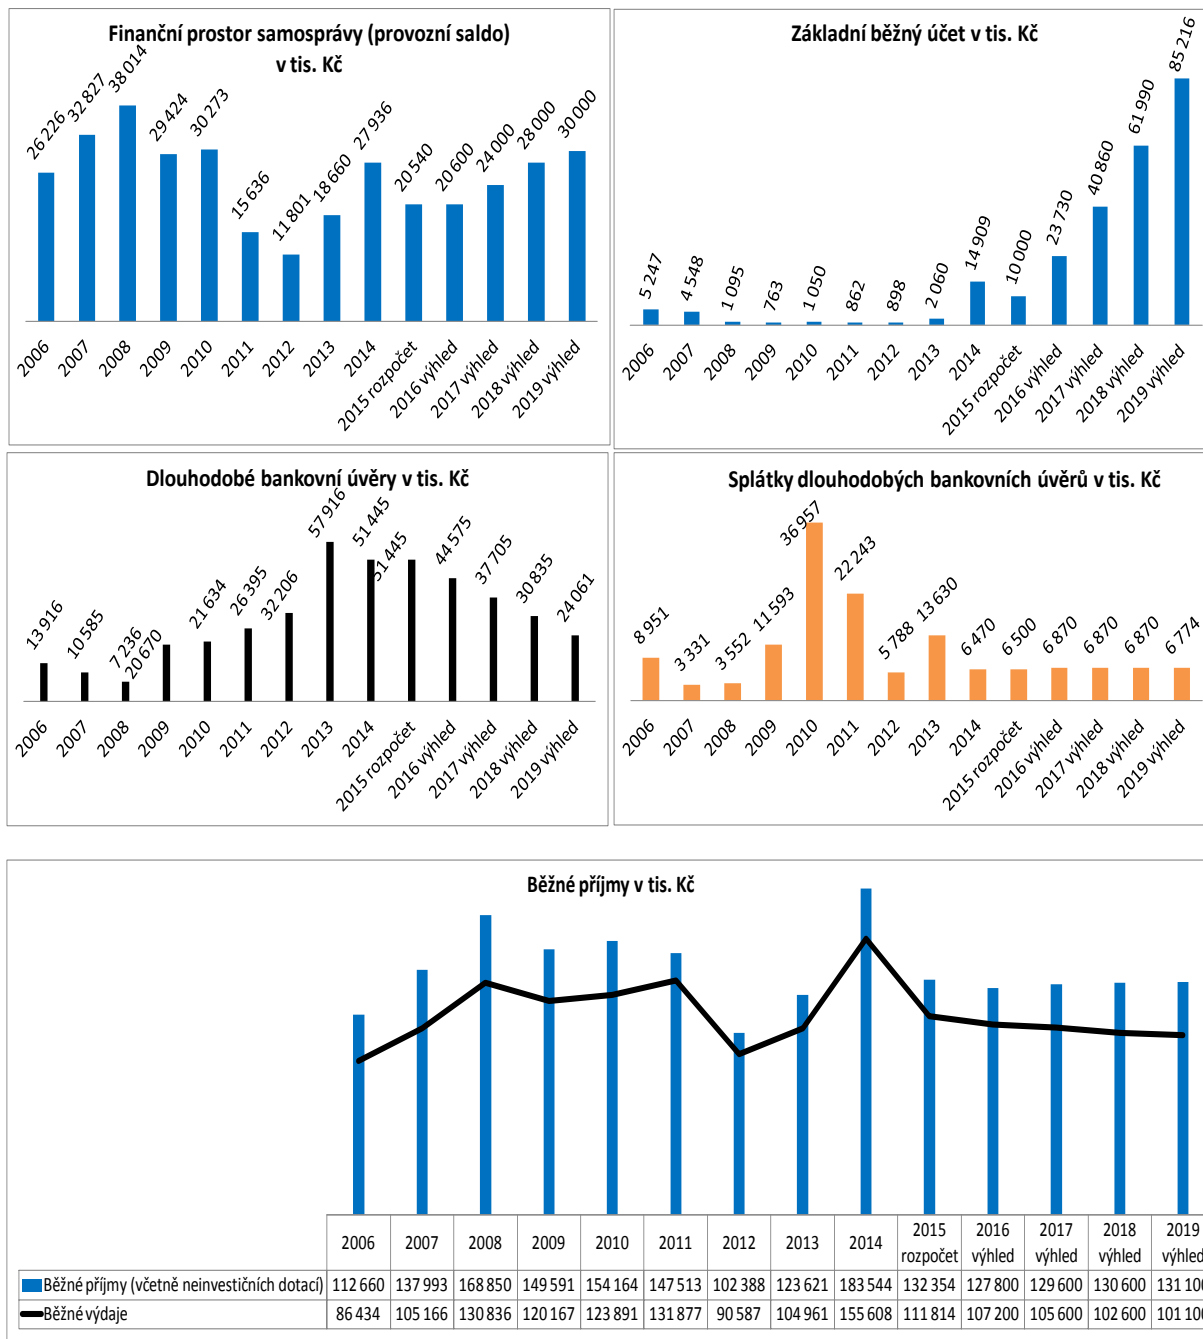 Finanční prostor samosprávy (provozní saldo)
v tis. Kč
26 226 32 827 38 014 29 424 30 273 15 636 11 801 18 660 27 936 20 540 20 600 24 000 28 000 30 000
2006 2007 2008 2009 2010 2011 2012 2013 2014 2015 rozpočet 2016 výhled 2017 výhled 2018 výhled 2019 výhled
Základní běžný účet v tis. Kč
5 247 4 548 1 095 763 1 050 862 898 2 060 14 909 10 000 23 730 40 860 61 990 85 216
2006 2007 2008 2009 2010 2011 2012 2013 2014 2015 rozpočet 2016 výhled 2017 výhled 2018 výhled 2019 výhled
Dlouhodobé bankovní úvěry v tis. Kč
13 916 10 585 7 236 20 670 21 634 26 395 32 206 57 916 51 445 51 445 44 575 37 705 30 835 24 061
2006 2007 2008 2009 2010 2011 2012 2013 2014 2015 rozpočet 2016 výhled 2017 výhled 2018 výhled 2019 výhled
Splátky dlouhodobých bankovních úvěrů v tis. Kč
8 951 3 331 3 552 11 593 36 957 22 243 5 788 13 630 6 470 6 500 6 870 6 870 6 870 6 774
2006 2007 2008 2009 2010 2011 2012 2013 2014 2015 rozpočet 2016 výhled 2017 výhled 2018 výhled 2019 výhled
Běžné příjmy v tis. Kč
2006 2007 2008 2009 2010 2011 2012 2013 2014 2015 rozpočet 2016 výhled 2017 výhled 2018 výhled 2019 výhled
Běžné příjmy (včetně neinvestičních dotací) 112 660 137 993 168 850 149 591 154 164 147 513 102 388 123 621 183 544 132 354 127 800 129 600 130 600 131 100
Běžné výdaje 86 434 105 166 130 836 120 167 123 891 131 877 90 587 104 961 155 608 111 814 107 200 105 600 102 600 101 100